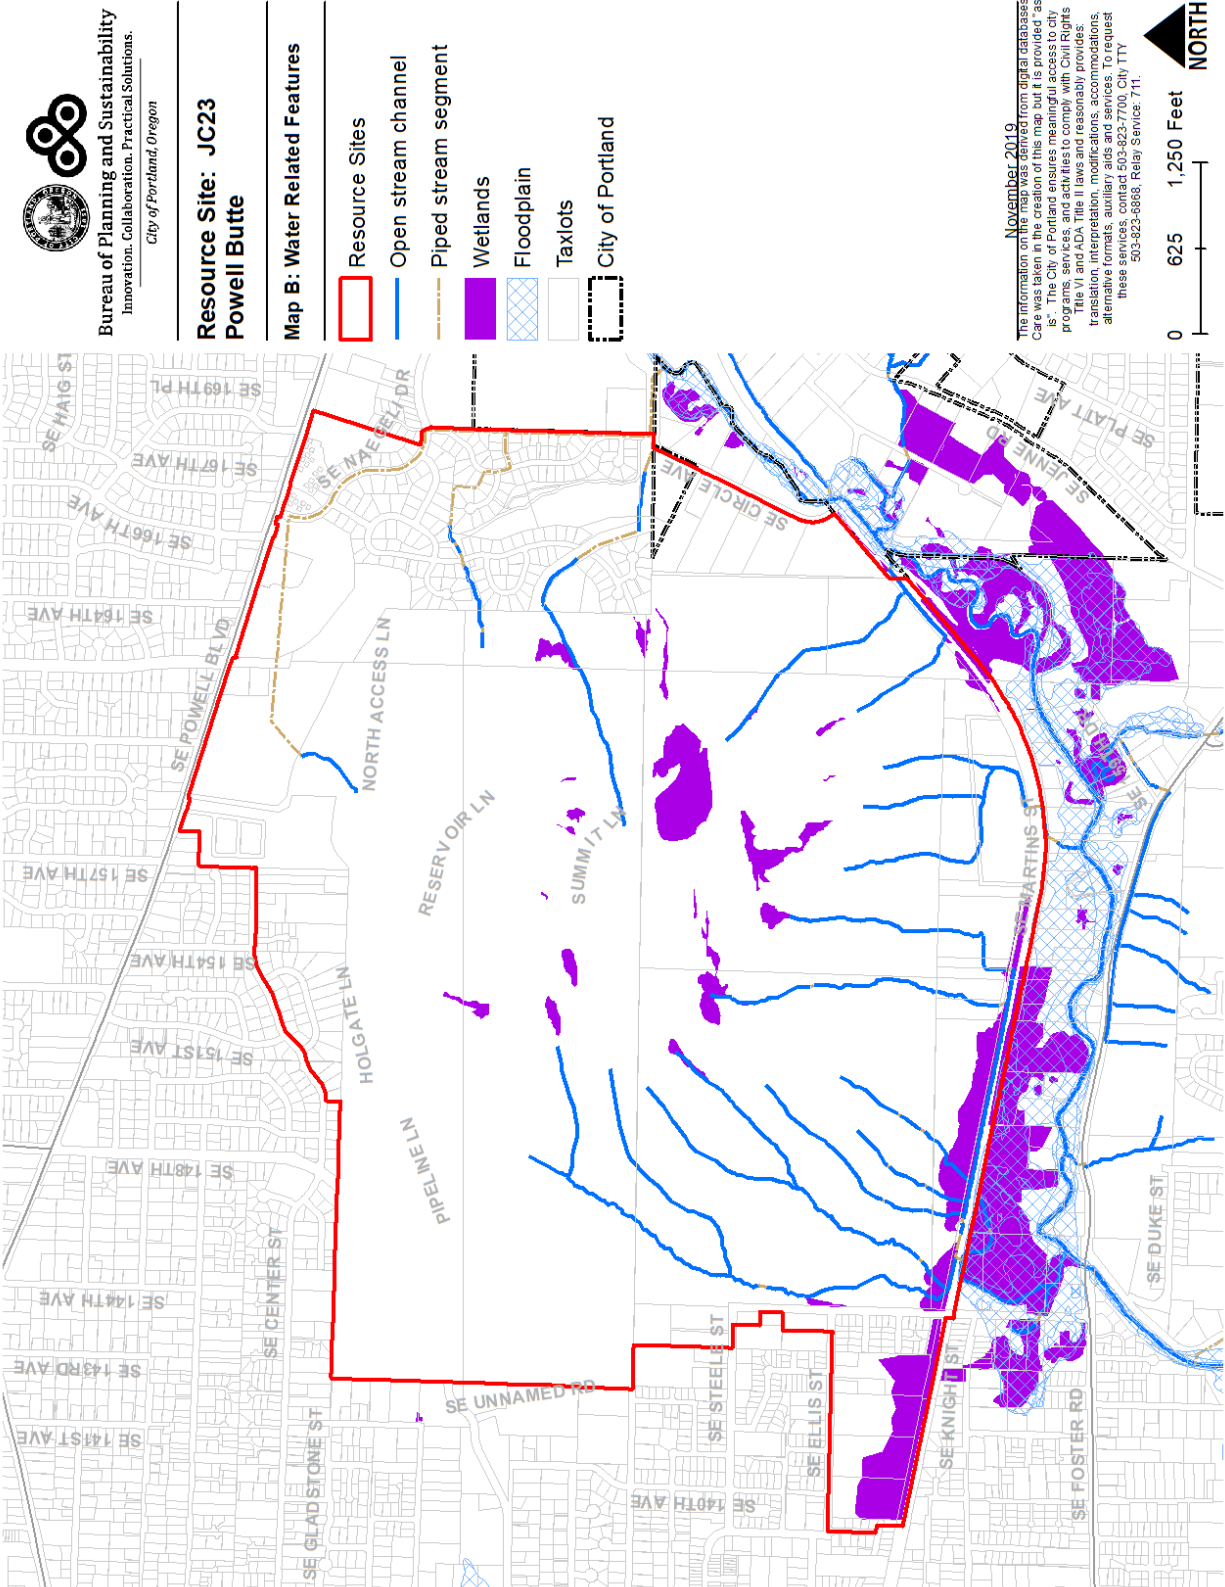 Bureau of Planning and Sustainability
Innovation. Collaboration. Practical Solutions.
City of Portland, Oregon
Resource Site: JC23
Powell Butte
Map B: Water Related Features
Resource Sites
Open stream channel
Piped stream segment
Wetlands
Floodplain
Taxlots
City of Portland
November 2019
The information on the map was derived from digital databases
Care was taken in the creation of this map but it is provided "as
is". The City of Portland ensures meaningful access to city
programs, services, and activities to comply with Civil Rights
Title VI and ADA Title II laws and reasonably provides:
translation, interpretation, modifications, accommodations,
alternative formats, auxiliary aids and services. To request
these services, contact 503-823-7700, City TTY
503-823-6868, Relay Service: 711.
0 625 1,250 Feet
NORTH
SE HAIG ST
SE 169TH PL
SE 167TH AVE
SE 166TH AVE
SE 164TH AVE
SE POWELL BLVD
SE NAEGELI DR
SE 157TH AVE
SE 154TH AVE
SE 151ST AVE
SE 148TH AVE
SE 144TH AVE
SE 143RD AVE
SE 141ST AVE
SE 140TH AVE
SE CENTER ST
SE GLADSTONE ST
NORTH ACCESS LN
HOLGATE LN
PIPELINE LN
RESERVOIR LN
SUMMIT LN
SE UNNAMED RD
SE STEELE ST
SE ELLIS ST
SE KNIGHT ST
SE MARTINS ST
SE FOSTER RD
SE DUKE ST
SE CIRCLE AVE
SE JENNE RD
SE PLATT AVE